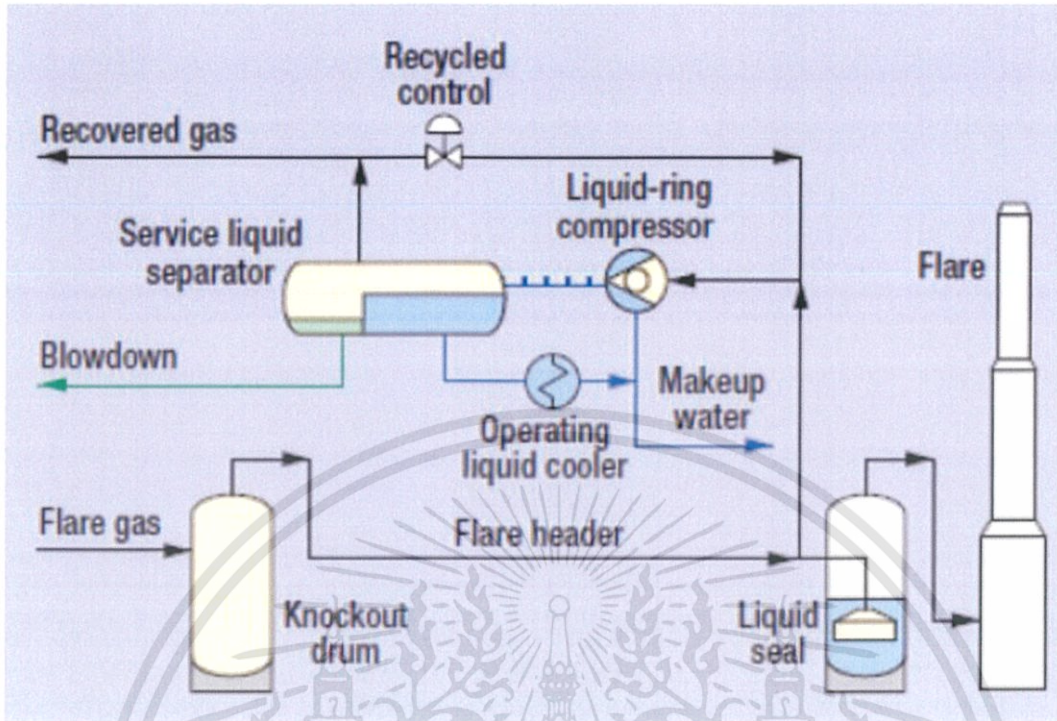 Recycled
control
Recovered gas
Liquid-ring
compressor
Service liquid
separator
Flare
Blowdown
Makeup
water
Operating
liquid cooler
Flare gas
Flare header
Knockout
drum
Liquid
seal